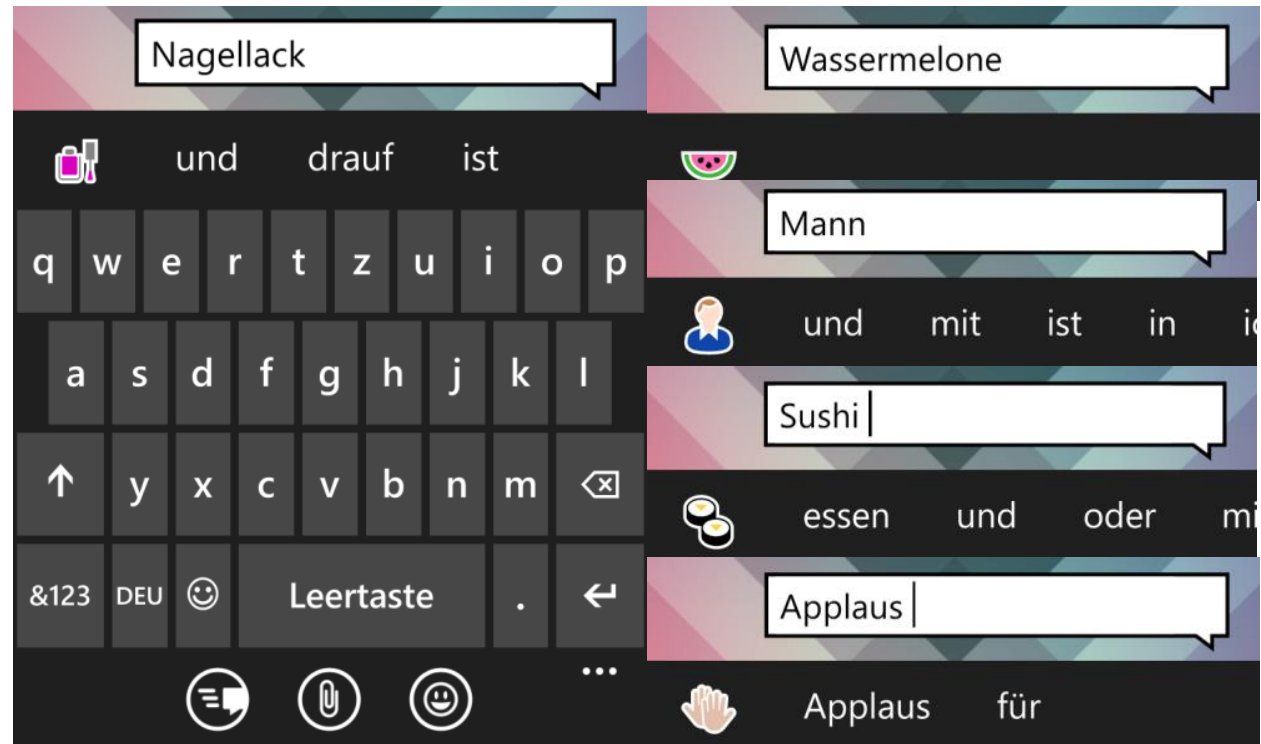 Nagellack
und drauf ist
q w e r t z u i o p
a s d f g h j k l
y x c v b n m
&123 DEU Leertaste .
Wassermelone
Mann
und mit ist in
Sushi
essen und oder
Applaus
Applaus für